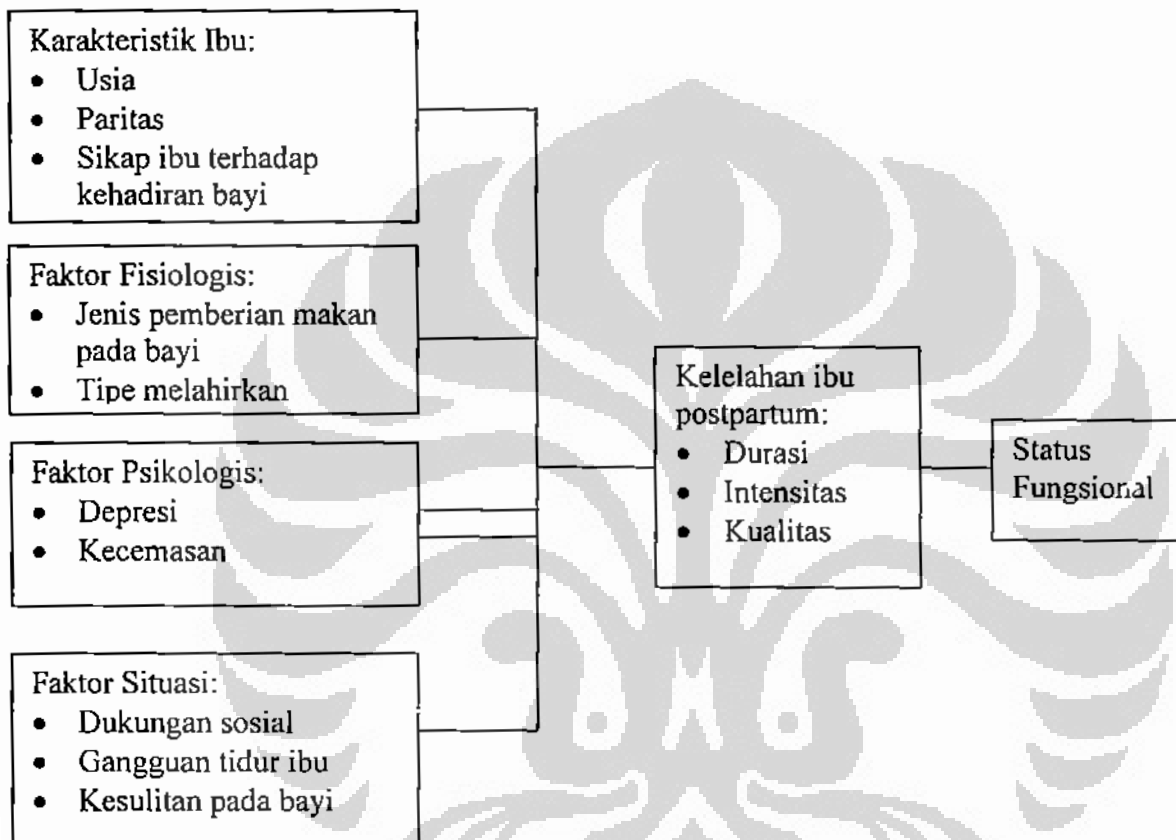 Karakteristik Ibu:
• Usia
• Paritas
• Sikap ibu terhadap
kehadiran bayi
Faktor Fisiologis:
• Jenis pemberian makan
pada bayi
• Tipe melahirkan
Faktor Psikologis:
• Depresi
• Kecemasan
Faktor Situasi:
• Dukungan sosial
• Gangguan tidur ibu
• Kesulitan pada bayi
Kelelahan ibu
postpartum:
• Durasi
• Intensitas
• Kualitas
Status
Fungsional